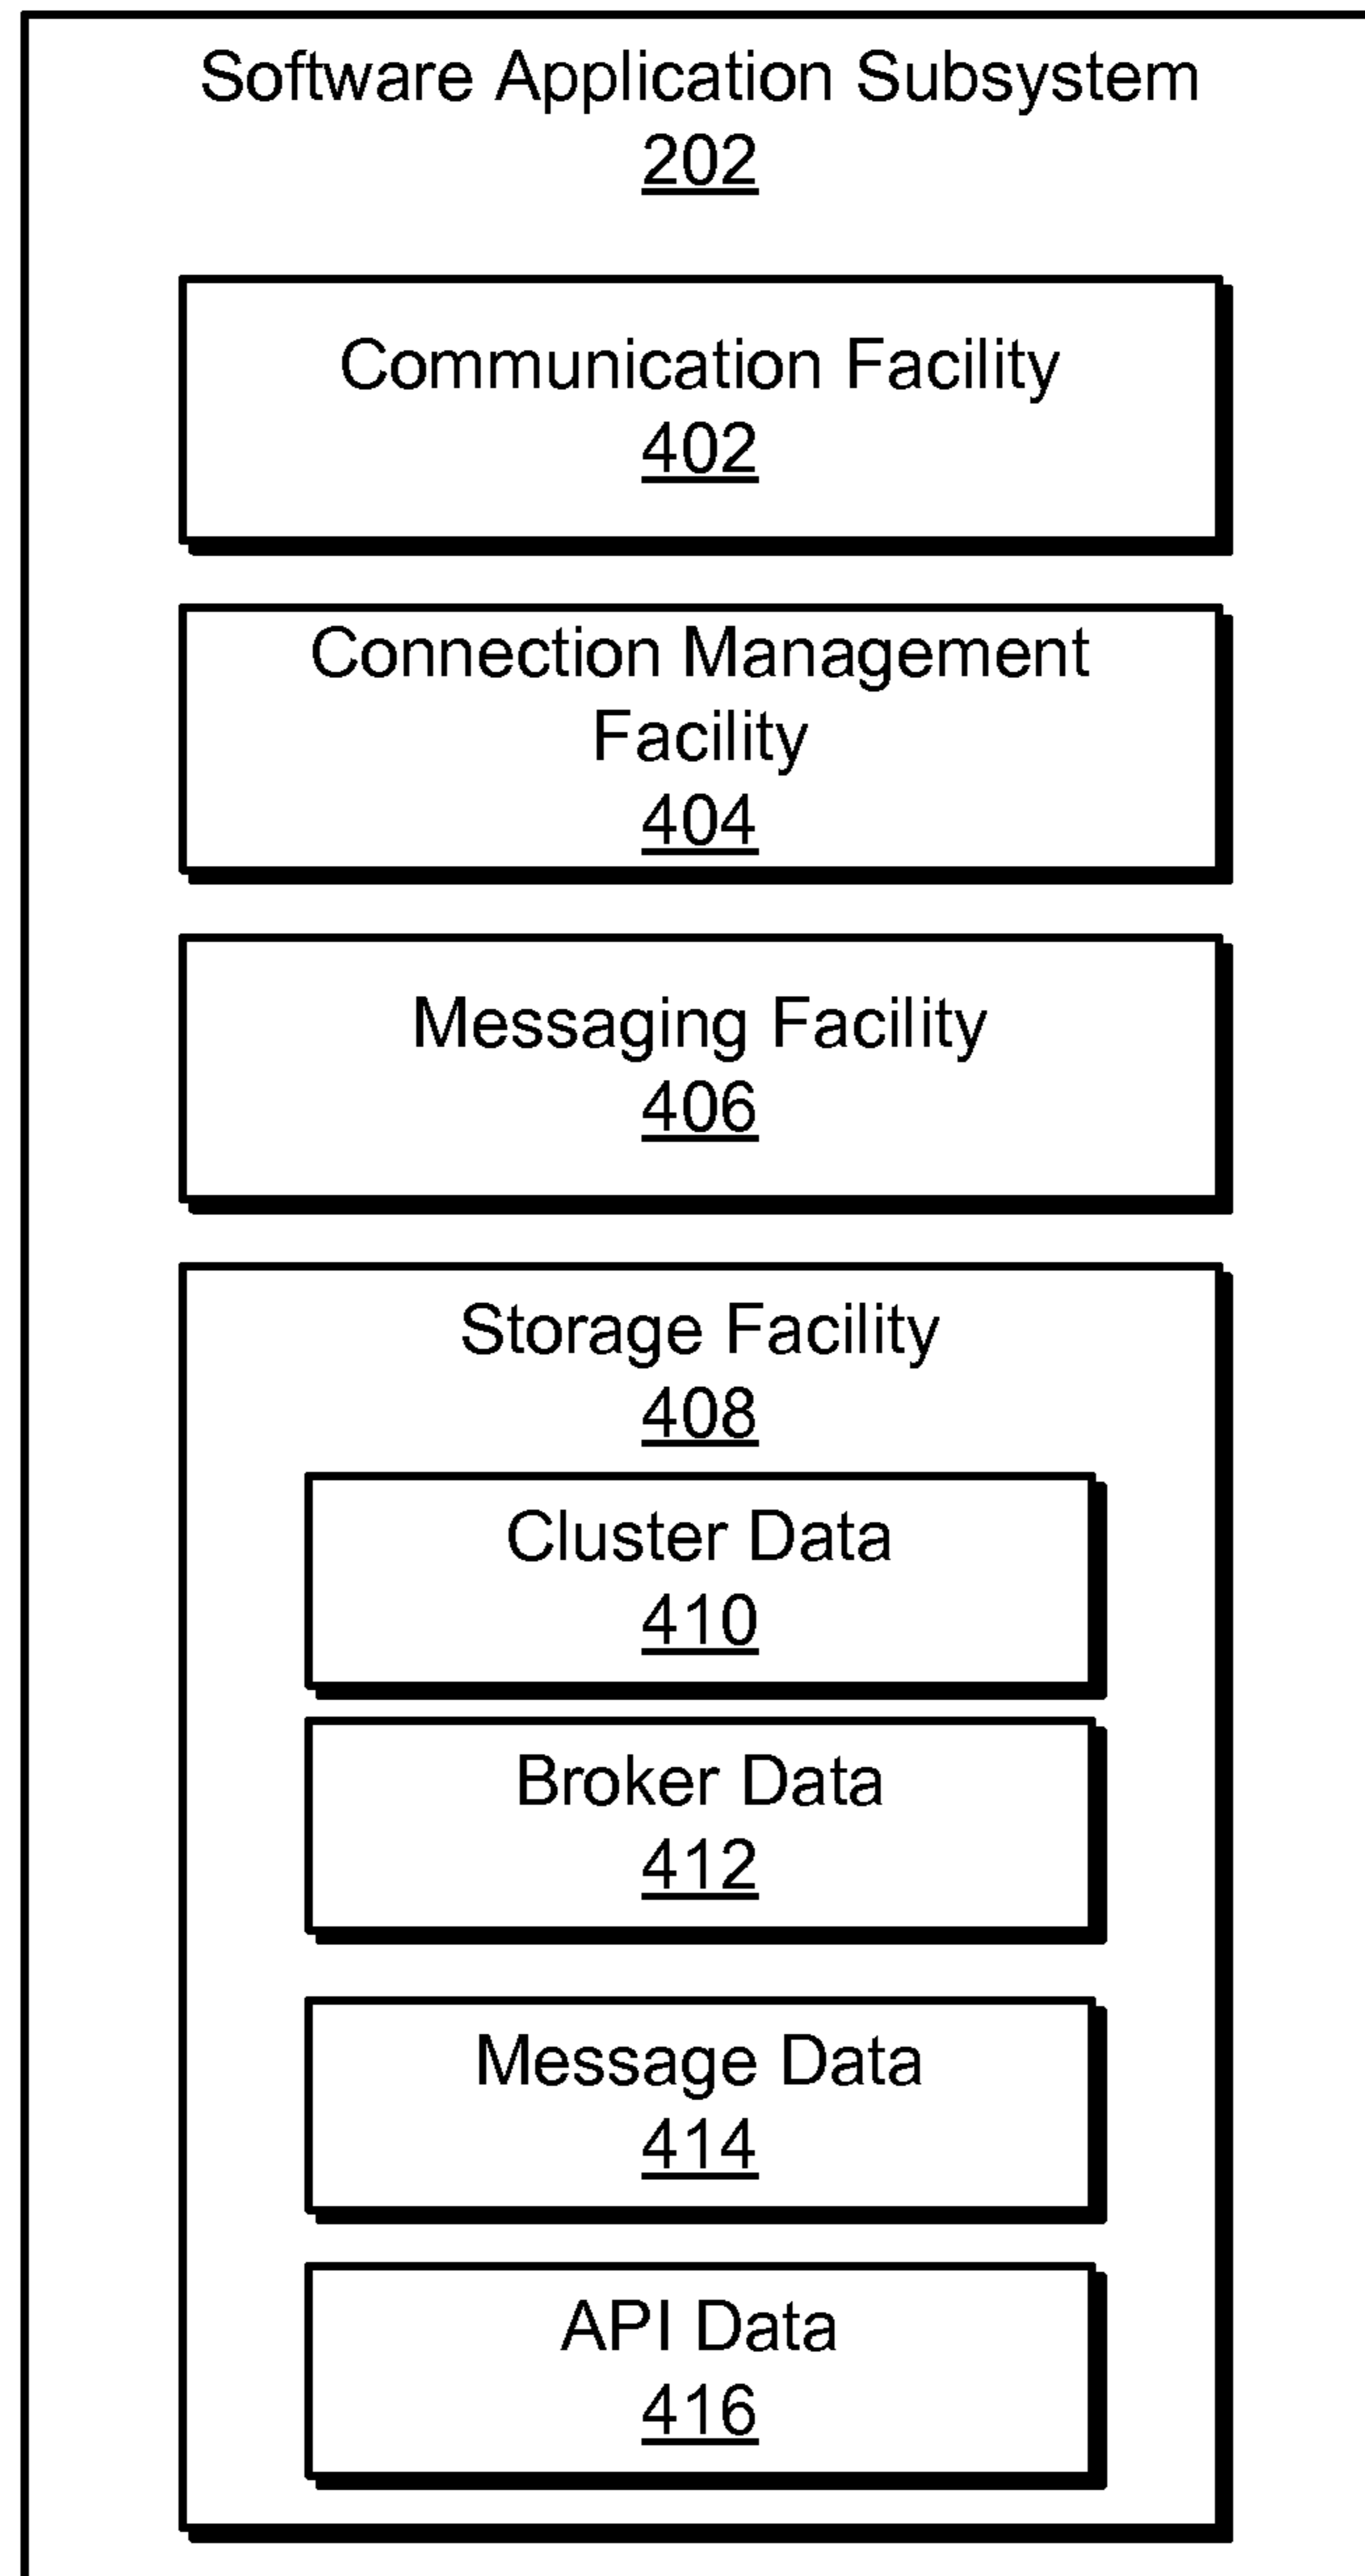 Software Application Subsystem
202
Communication Facility
402
Connection Management
Facility
404
Messaging Facility
406
Storage Facility
408
Cluster Data
410
Broker Data
412
Message Data
414
API Data
416